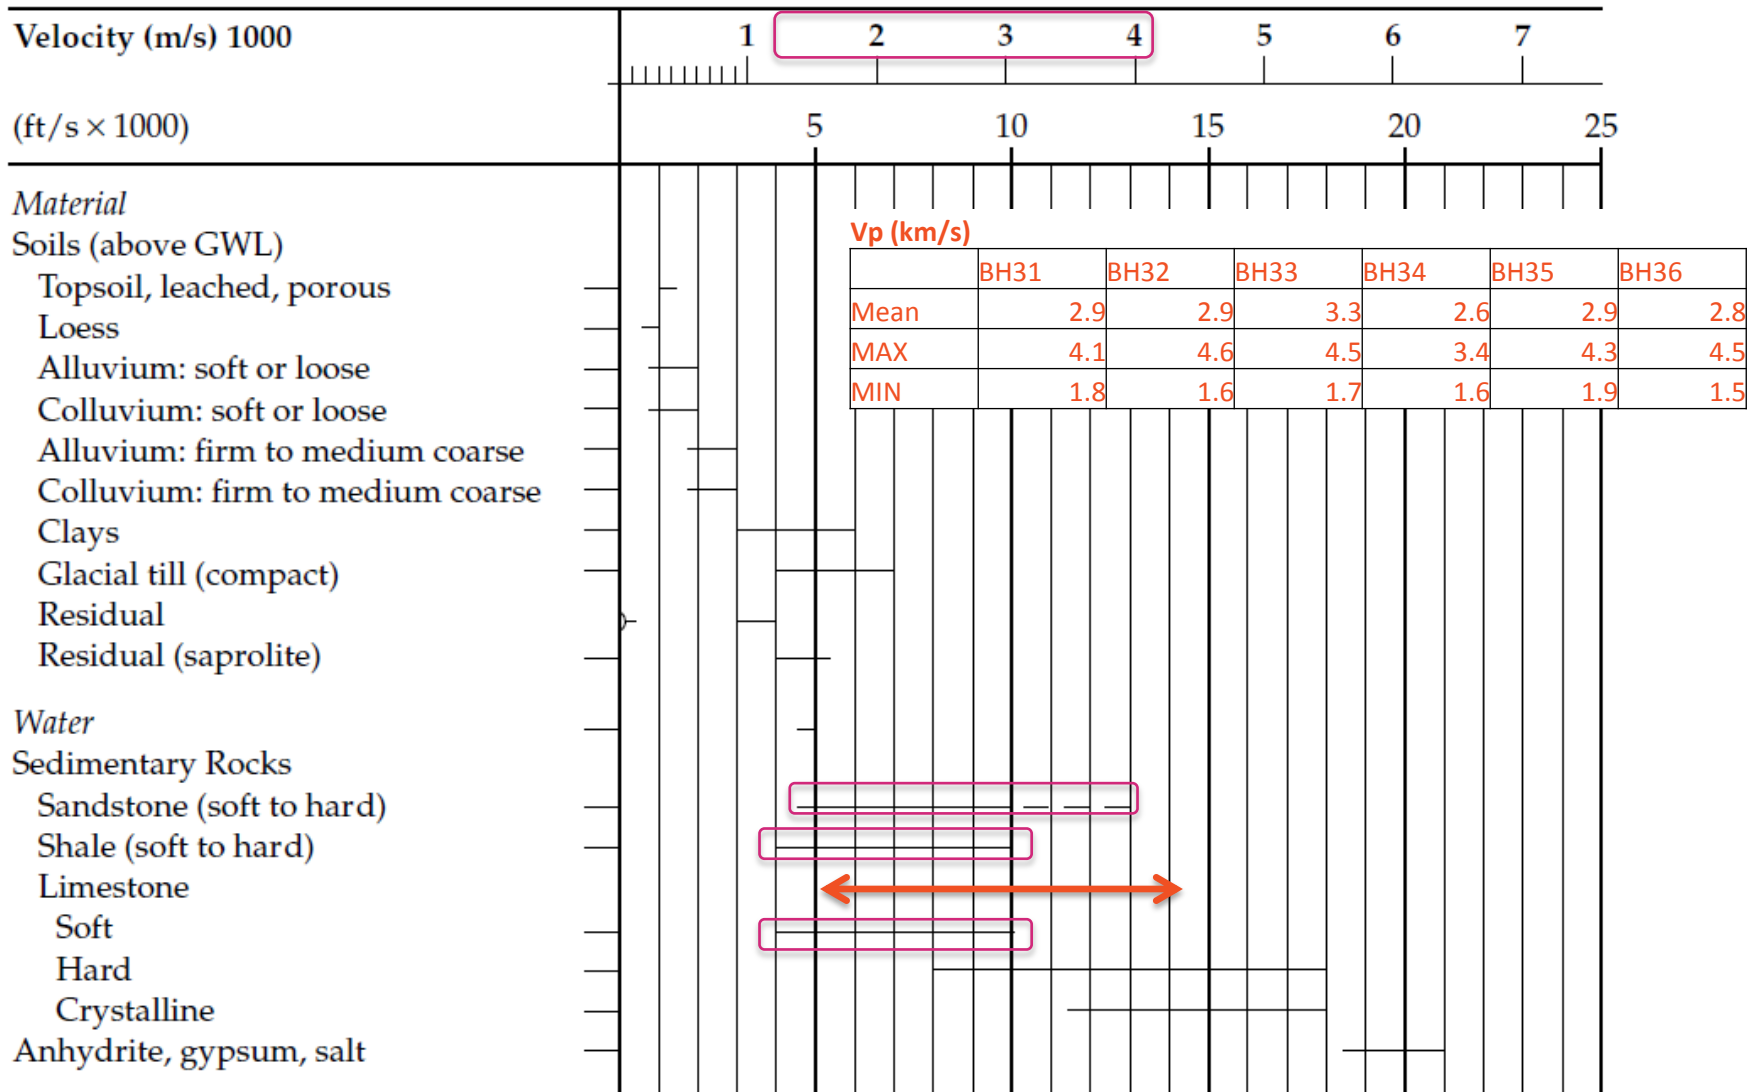 Velocity (m/s) 1000 1 2 3 4 5 6 7
(ft/s × 1000) 5 10 15 20 25
Material
Soils (above GWL)
Topsoil, leached, porous
Loess
Alluvium: soft or loose
Colluvium: soft or loose
Alluvium: firm to medium coarse
Colluvium: firm to medium coarse
Clays
Glacial till (compact)
Residual
Residual (saprolite)
Water
Sedimentary Rocks
Sandstone (soft to hard)
Shale (soft to hard)
Limestone
Soft
Hard
Crystalline
Anhydrite, gypsum, salt
Vp (km/s)
BH31 BH32 BH33 BH34 BH35 BH36
Mean 2.9 2.9 3.3 2.6 2.9 2.8
MAX 4.1 4.6 4.5 3.4 4.3 4.5
MIN 1.8 1.6 1.7 1.6 1.9 1.5